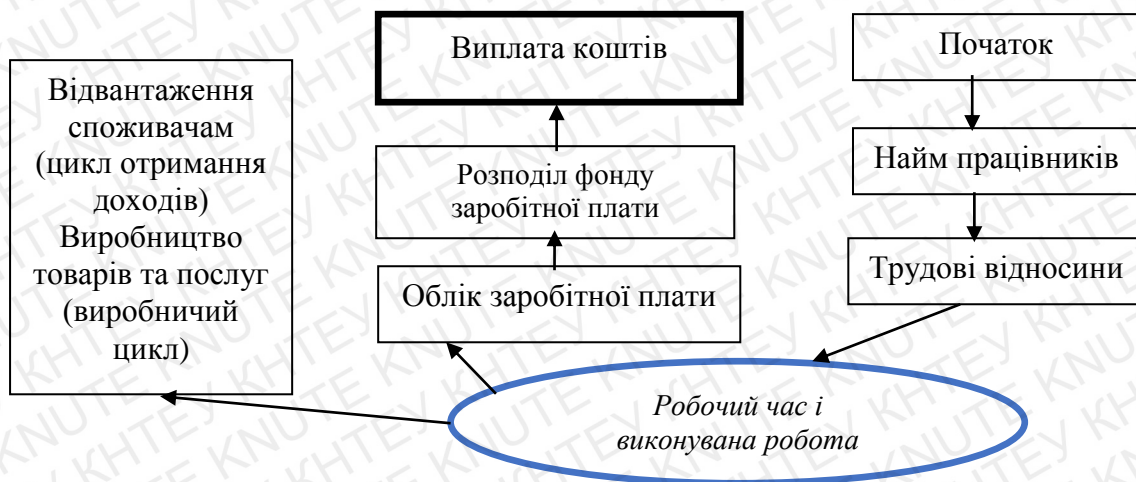 Відвантаження
споживачам
(цикл отримання
доходів)
Виробництво
товарів та послуг
(виробничий
цикл)
Виплата коштів
Розподіл фонду
заробітної плати
Облік заробітної плати
Початок
Найм працівників
Трудові відносини
Робочий час і
виконувана робота